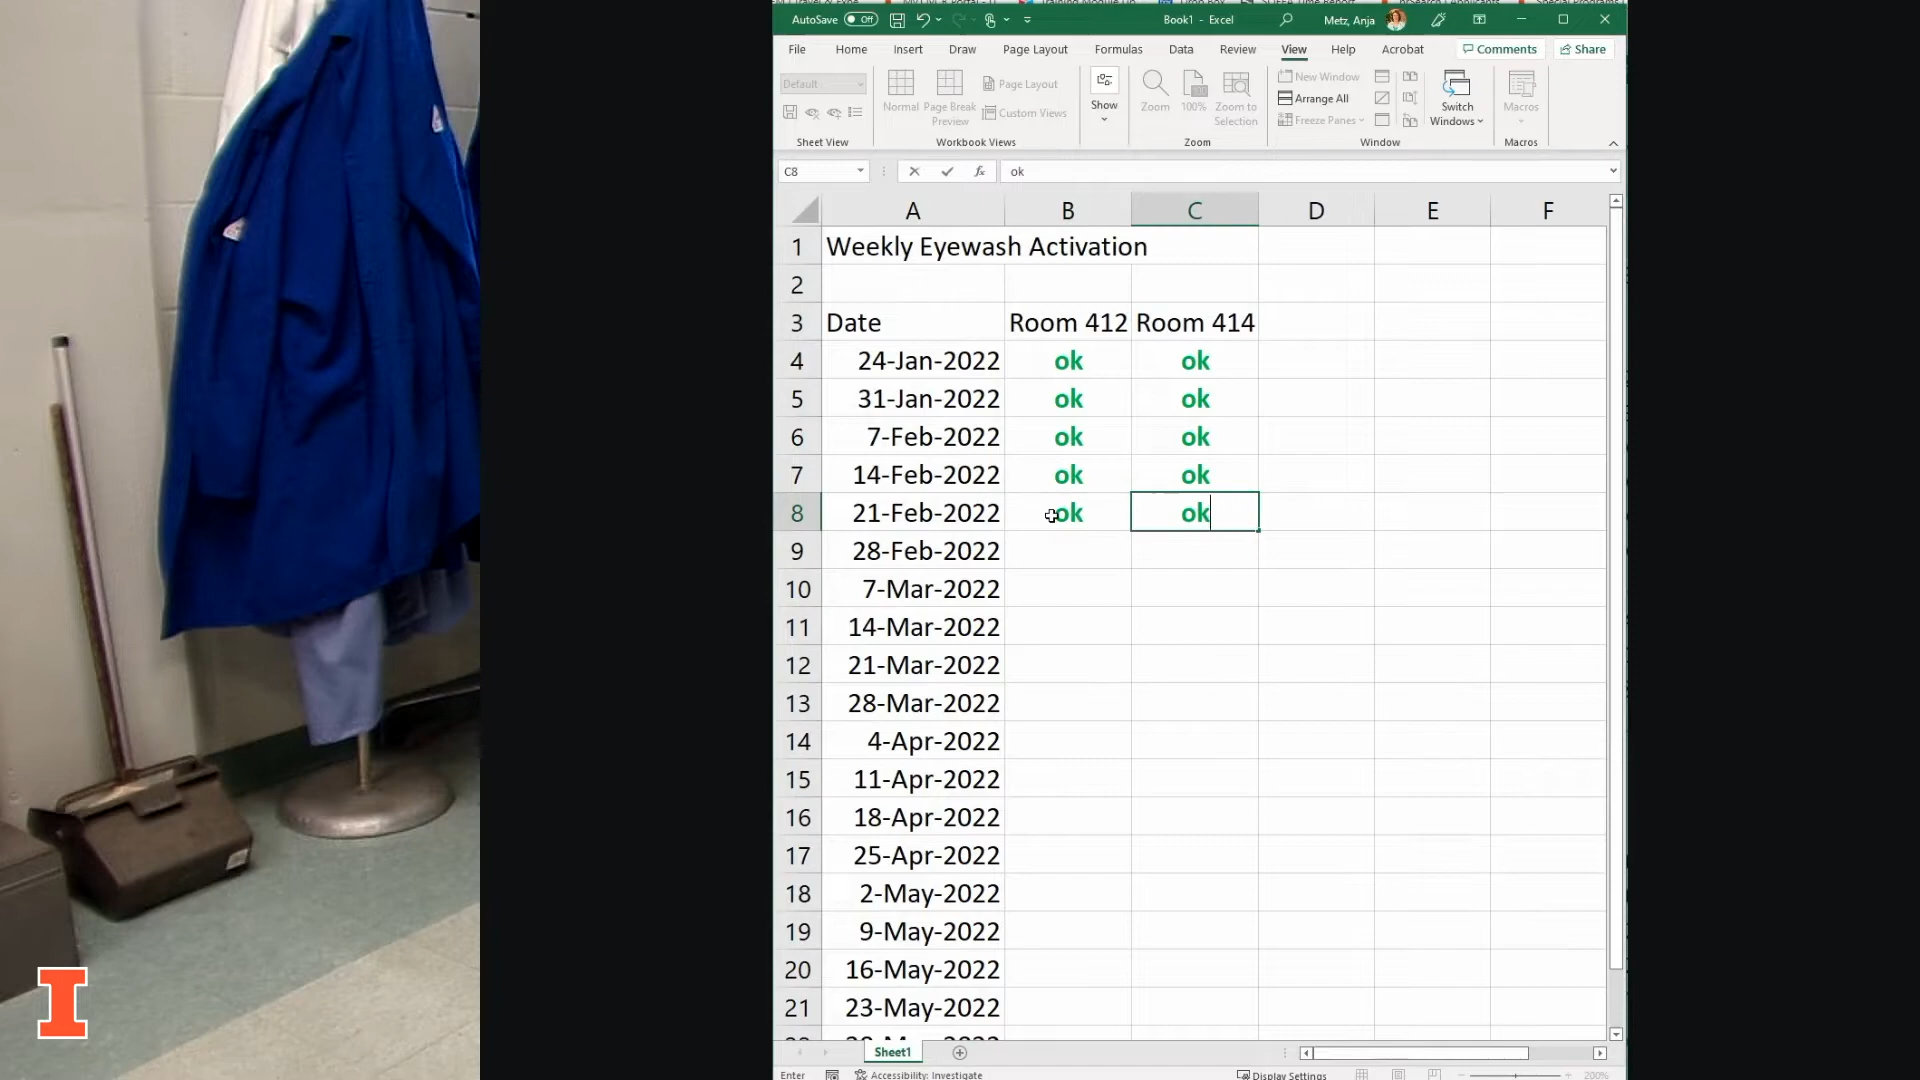 AutoSave Off
Book1 - Excel
Metz, Anja
File Home Insert Draw Page Layout Formulas Data Review View Help Acrobat Comments Share
Default
Normal
Page Break Preview
Page Layout
Custom Views
Show
Zoom
100%
Zoom to Selection
New Window
Arrange All
Freeze Panes
Switch Windows
Macros
Sheet View Workbook Views Zoom Window Macros
C8 fx ok
A B C D E F
1 Weekly Eyewash Activation
2
3 Date Room 412 Room 414
4 24-Jan-2022 ok ok
5 31-Jan-2022 ok ok
6 7-Feb-2022 ok ok
7 14-Feb-2022 ok ok
8 21-Feb-2022 ok ok
9 28-Feb-2022
10 7-Mar-2022
11 14-Mar-2022
12 21-Mar-2022
13 28-Mar-2022
14 4-Apr-2022
15 11-Apr-2022
16 18-Apr-2022
17 25-Apr-2022
18 2-May-2022
19 9-May-2022
20 16-May-2022
21 23-May-2022
Sheet1
Enter Accessibility: Investigate Display Settings 200%
I